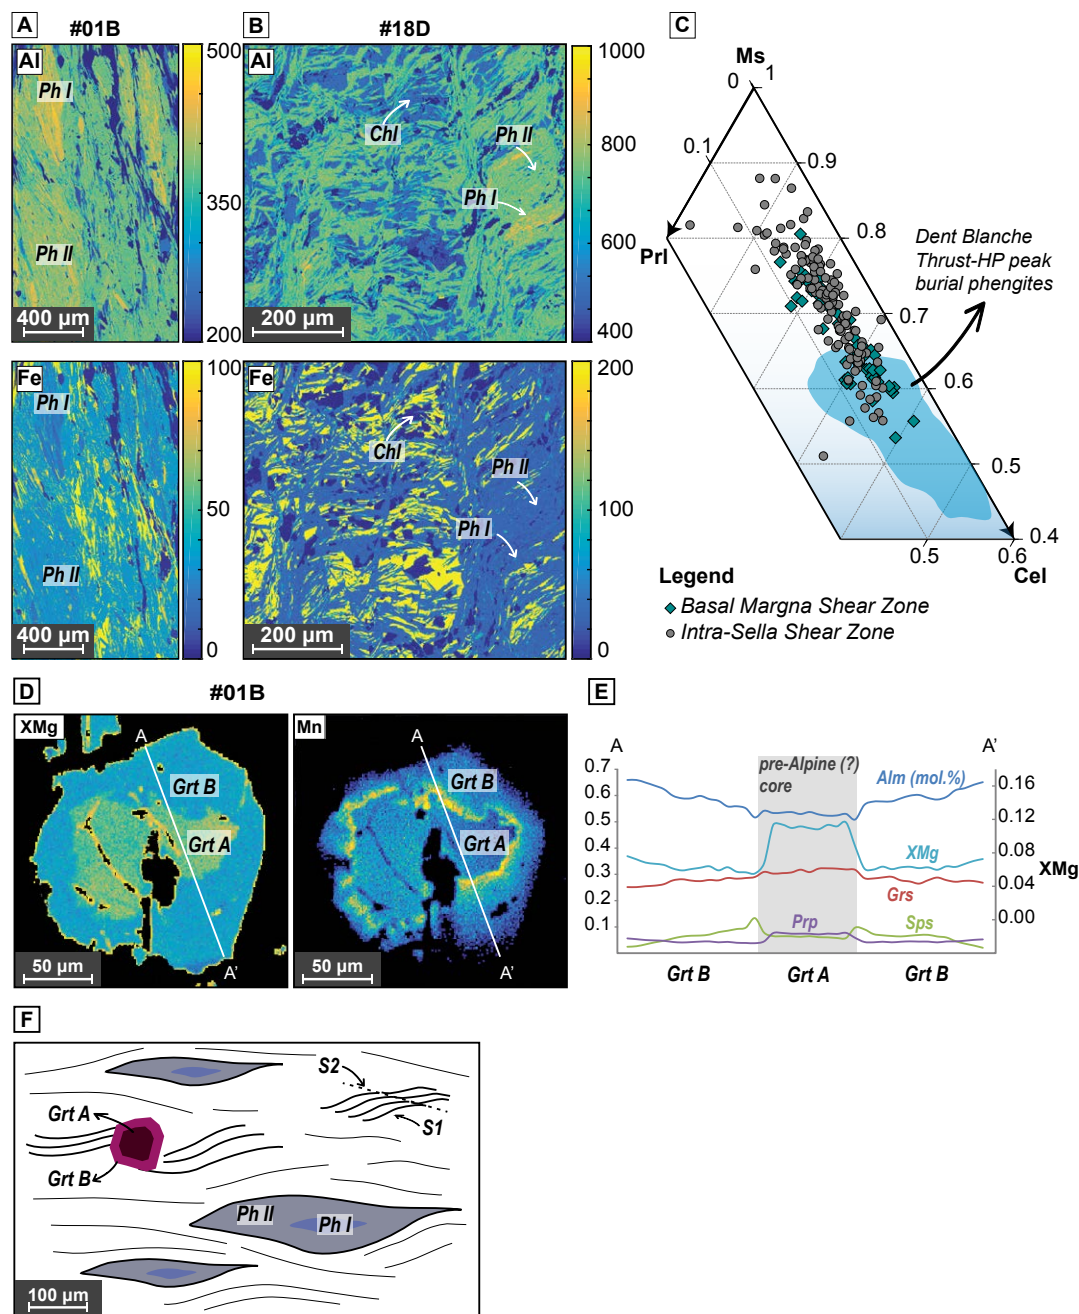 A
#01B
Al
Ph I
Ph II
400 µm
500
350
200
Fe
Ph I
Ph II
400 µm
100
50
0
B
#18D
Al
Chl
Ph II
Ph I
200 µm
1000
800
600
400
Fe
Chl
Ph II
Ph I
200 µm
200
100
0
C
Ms
0
1
0.1
0.9
0.8
Prl
0.7
0.6
0.5
0.4
0.5
0.6
Cel
Dent Blanche
Thrust-HP peak
burial phengites
Legend
Basal Margna Shear Zone
Intra-Sella Shear Zone
D
#01B
XMg
A
Grt B
Grt A
A'
50 µm
Mn
A
Grt B
Grt A
A'
50 µm
E
A
A'
0.7
0.6
0.5
0.4
0.3
0.2
0.1
pre-Alpine (?)
core
Alm (mol.%)
XMg
Grs
Prp
Sps
0.16
0.12
0.08
0.04
0.00
XMg
Grt B
Grt A
Grt B
F
S2
S1
Grt A
Grt B
Ph II
Ph I
100 µm